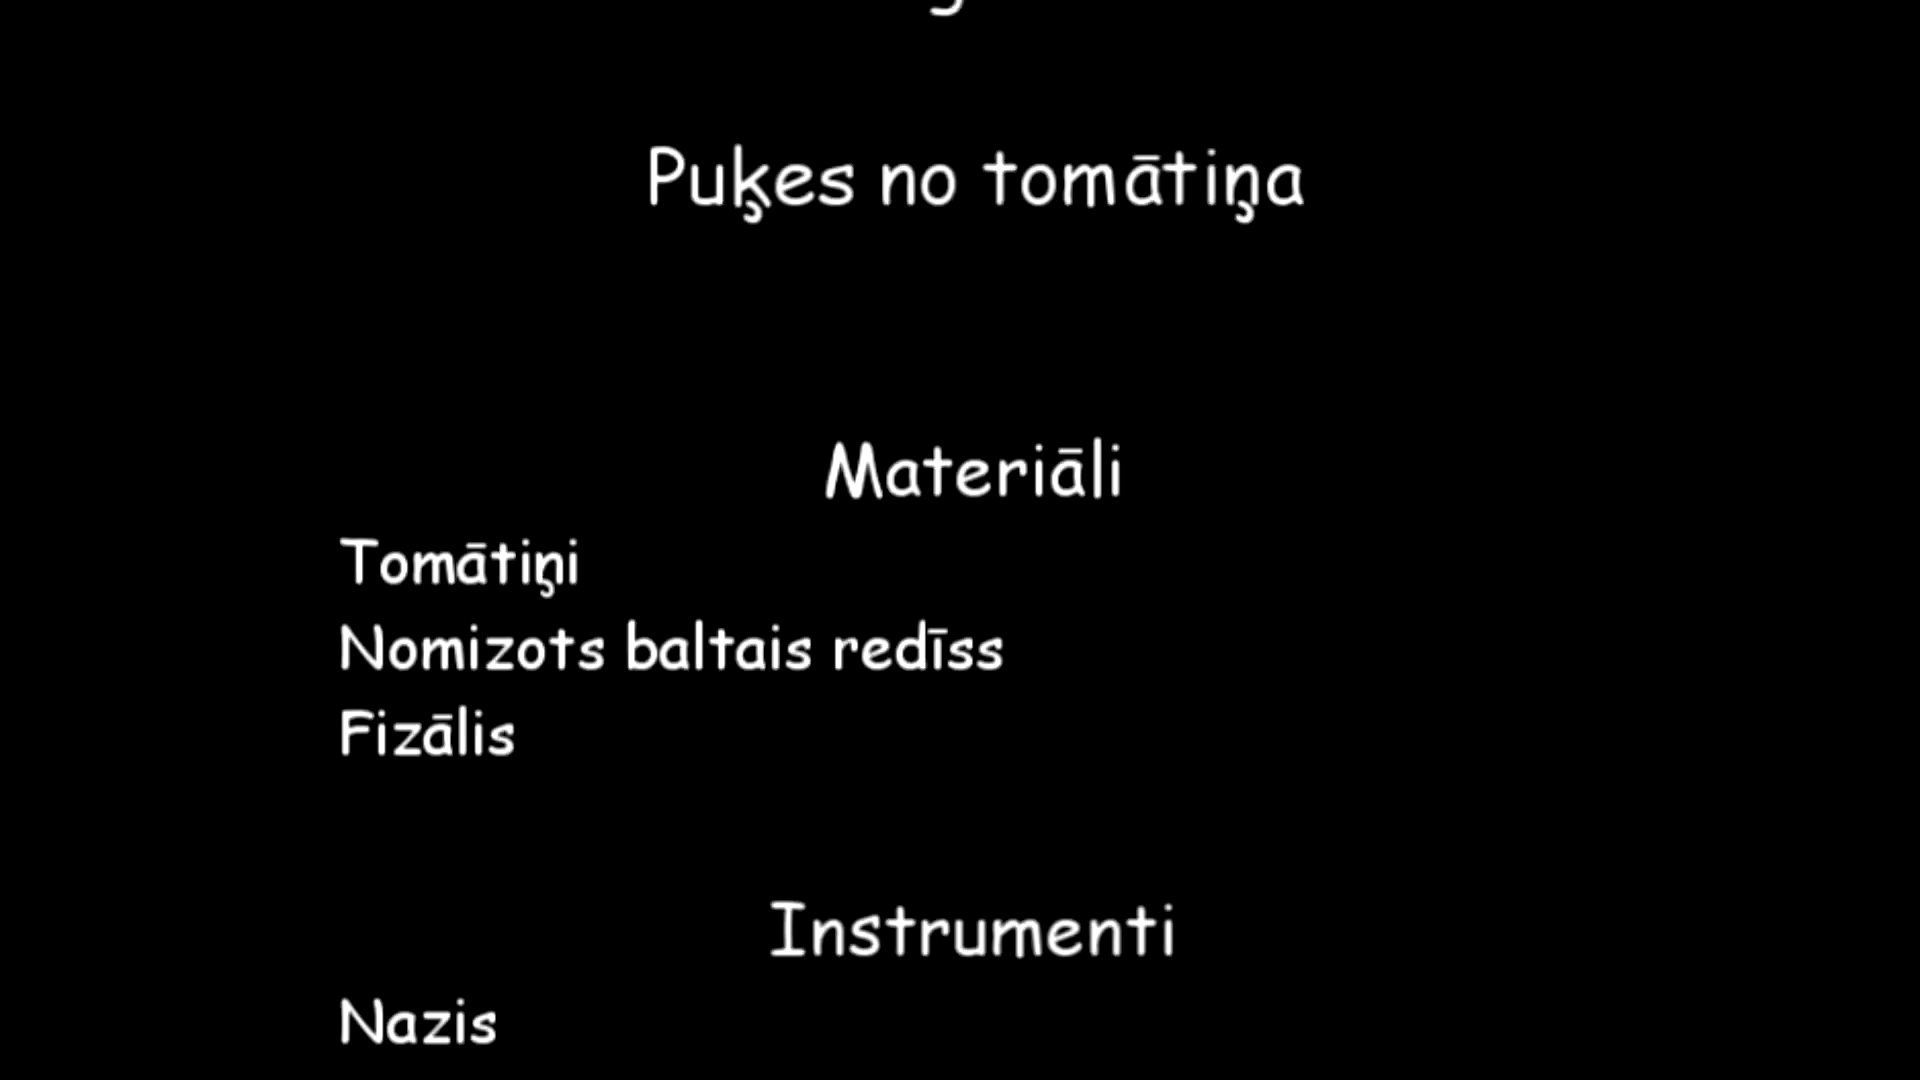 Puķes no tomātiņa
Materiāli
Tomātiņi
Nomizots baltais redīss
Fizālis
Instrumenti
Nazis